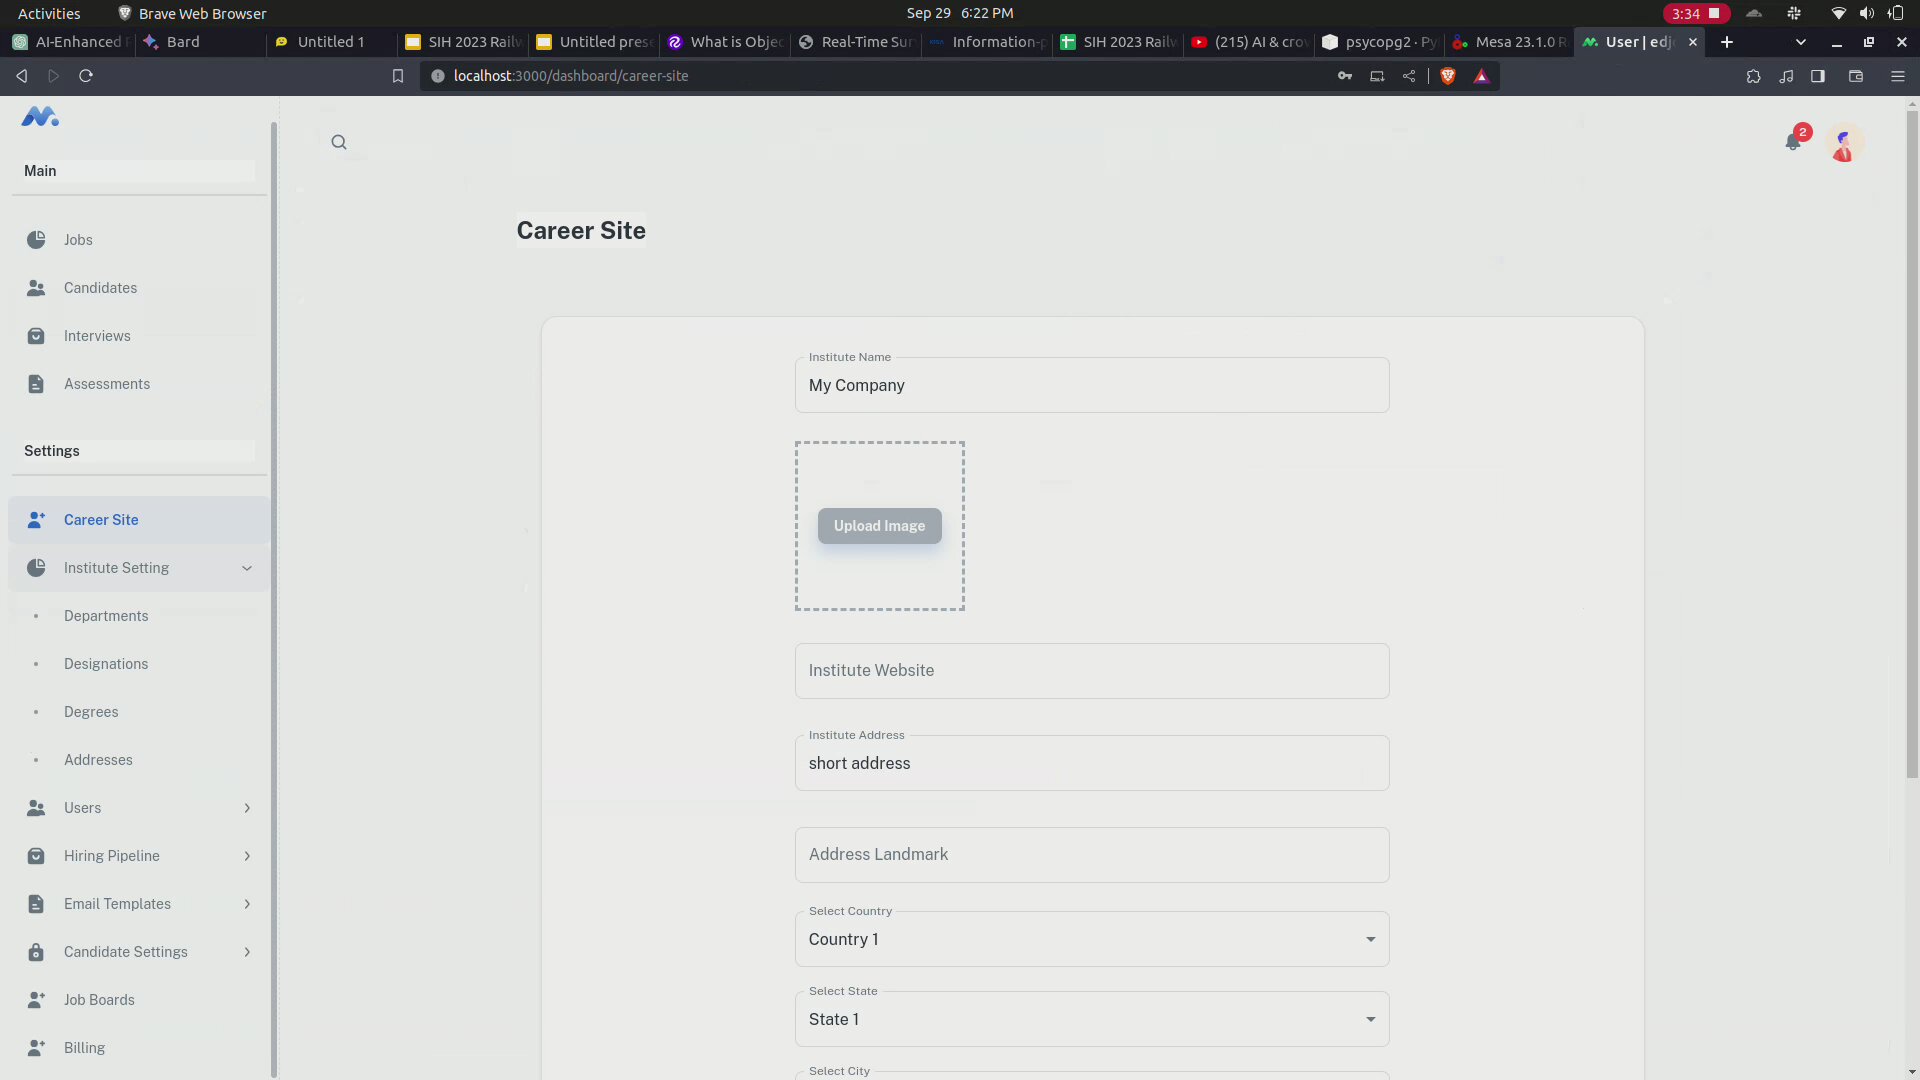 Activities
Brave Web Browser
Sep 29 6:22 PM
3:34
AI-Enhanced
Bard
Untitled 1
SIH 2023 Railw
Untitled prese
What is Objec
Real-Time Sur
Information-p
SIH 2023 Railw
(215) AI & crow
psycopg2 · Py
Mesa 23.1.0 R
User | edj
localhost:3000/dashboard/career-site
Main
Jobs
Candidates
Interviews
Assessments
Settings
Career Site
Institute Setting
Departments
Designations
Degrees
Addresses
Users
Hiring Pipeline
Email Templates
Candidate Settings
Job Boards
Billing
2
Career Site
Institute Name
My Company
Upload Image
Institute Website
Institute Address
short address
Address Landmark
Select Country
Country 1
Select State
State 1
Select City